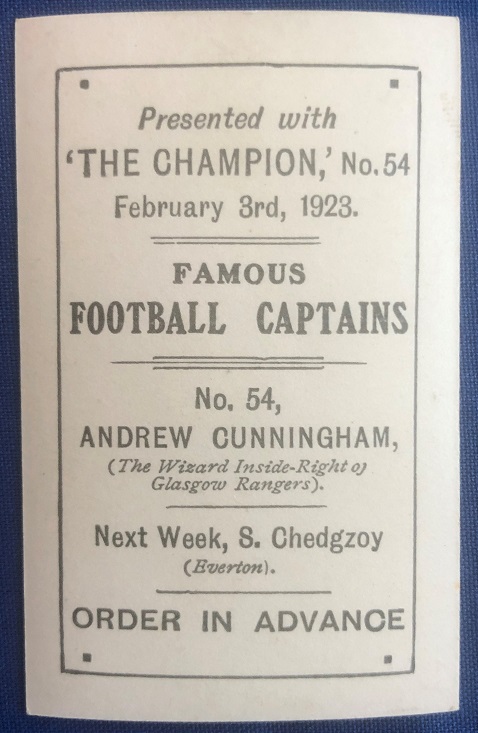 Presented with
'THE CHAMPION,' No. 54
February 3rd, 1923.
FAMOUS
FOOTBALL CAPTAINS
No. 54,
ANDREW CUNNINGHAM,
(The Wizard Inside-Right of
Glasgow Rangers).
Next Week, S. Chedgzoy
(Everton).
ORDER IN ADVANCE